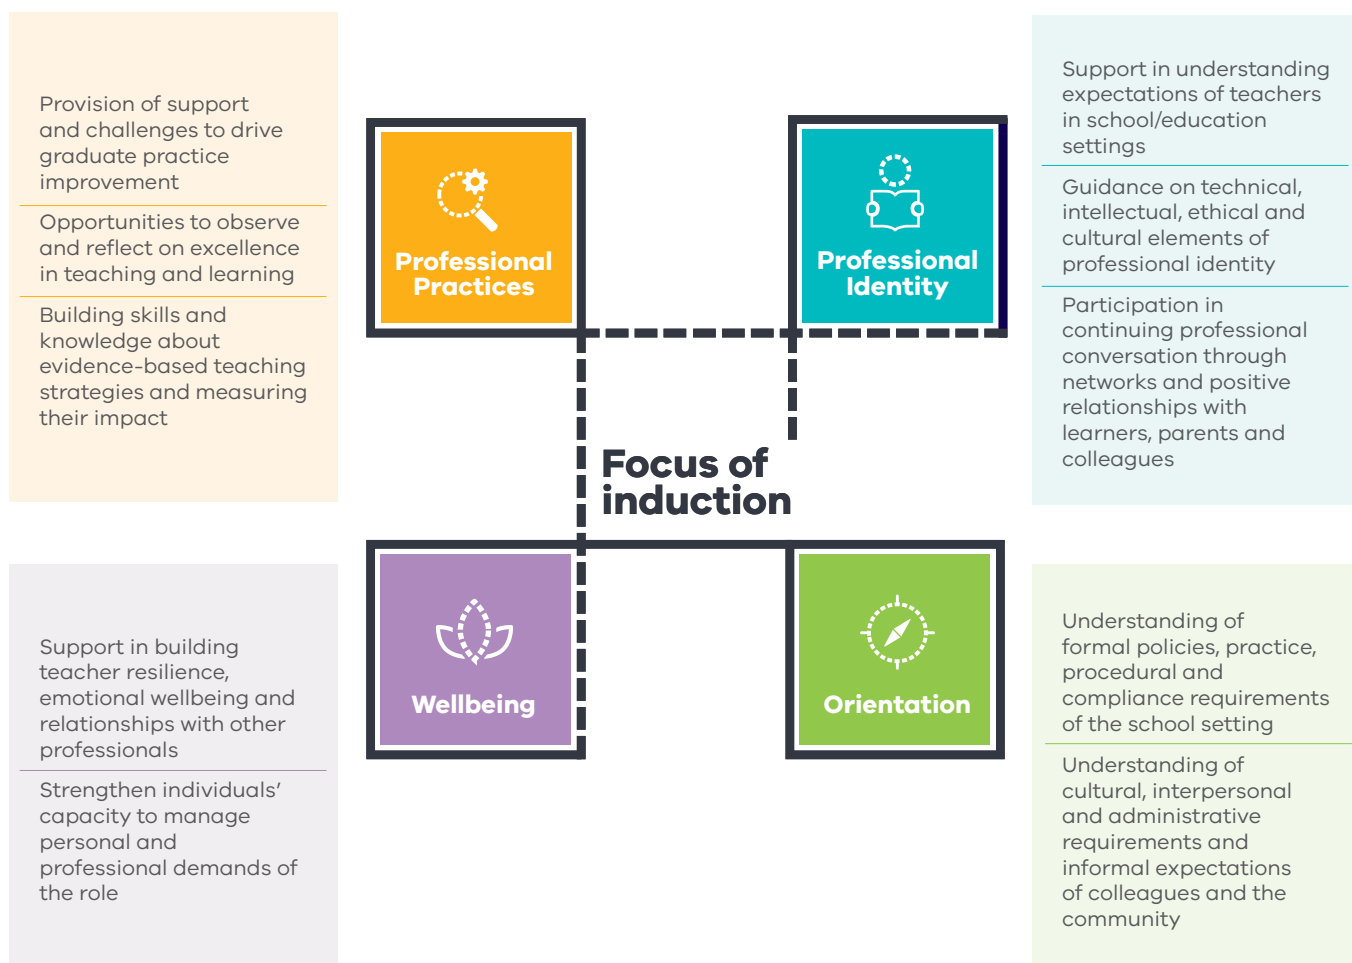 Provision of support
and challenges to drive
graduate practice
improvement
Opportunities to observe
and reflect on excellence
in teaching and learning
Building skills and
knowledge about
evidence-based teaching
strategies and measuring
their impact
Professional
Practices
Professional
Identity
Support in understanding
expectations of teachers
in school/education
settings
Guidance on technical,
intellectual, ethical and
cultural elements of
professional identity
Participation in
continuing professional
conversation through
networks and positive
relationships with
learners, parents and
colleagues
Focus of
induction
Support in building
teacher resilience,
emotional wellbeing and
relationships with other
professionals
Strengthen individuals’
capacity to manage
personal and
professional demands of
the role
Wellbeing
Orientation
Understanding of
formal policies, practice,
procedural and
compliance requirements
of the school setting
Understanding of
cultural, interpersonal
and administrative
requirements and
informal expectations
of colleagues and the
community